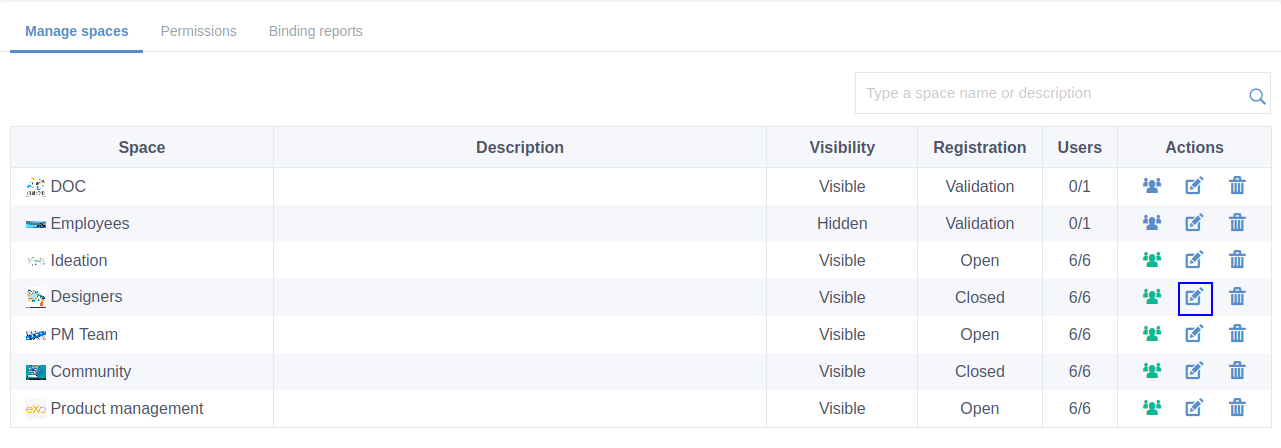 Manage spaces Permissions Binding reports
Type a space name or description
Space Description Visibility Registration Users Actions
DOC Visible Validation 0/1
Employees Hidden Validation 0/1
Ideation Visible Open 6/6
Designers Visible Closed 6/6
PM Team Visible Open 6/6
Community Visible Closed 6/6
eXo Product management Visible Open 6/6